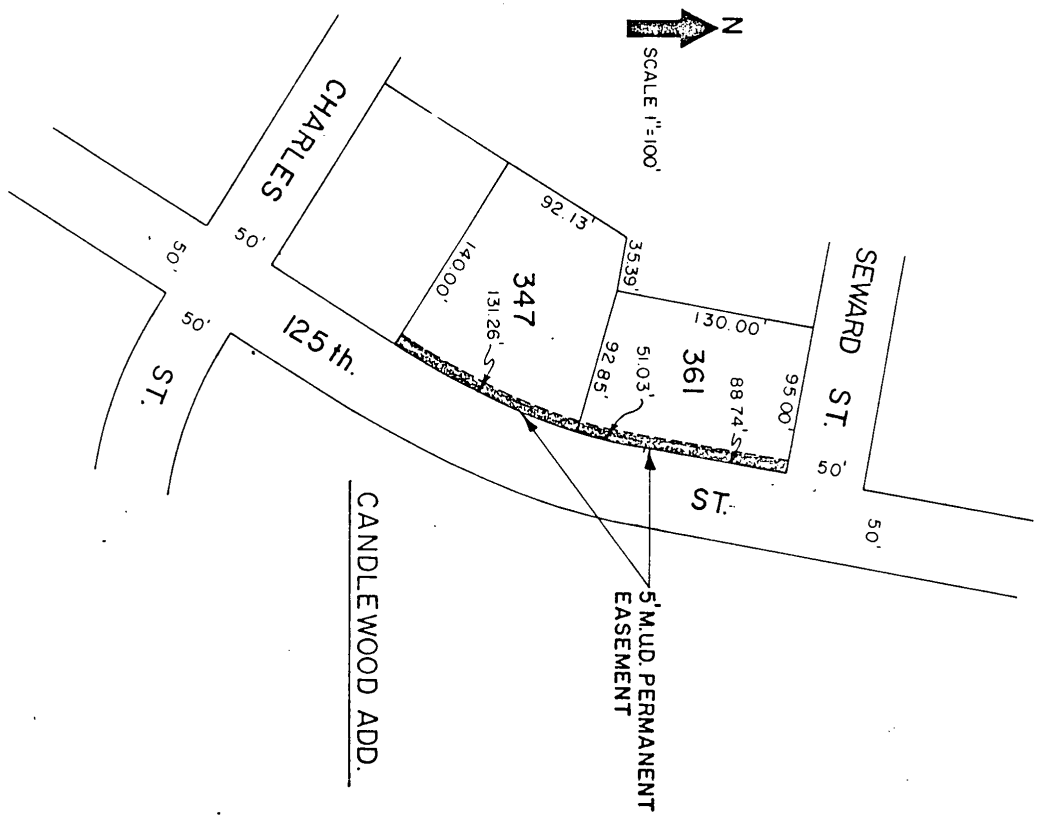 N
SCALE 1"=100'
CHARLES
ST.
50'
50'
50'
125 th.
ST.
SEWARD ST.
50'
50'
92.13'
35.39'
140.00'
347
131.26'
130.00'
92.85'
51.03'
361
88.74'
95.00'
5' M.U.D. PERMANENT
EASEMENT
CANDLEWOOD ADD.